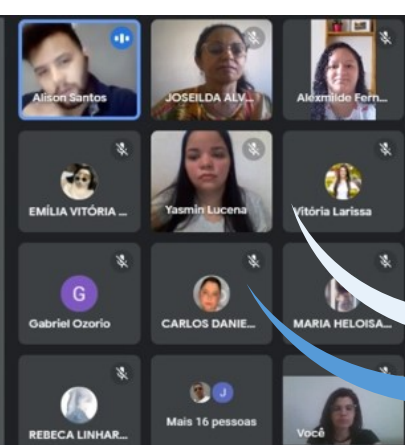 Alison Santos
JOSEILDA ALV...
Alexmilde Fern...
EMÍLIA VITÓRIA ...
Yasmin Lucena
Vitória Larissa
G
Gabriel Ozorio
CARLOS DANIE...
MARIA HELOISA...
REBECA LINHAR...
J
Mais 16 pessoas
Você